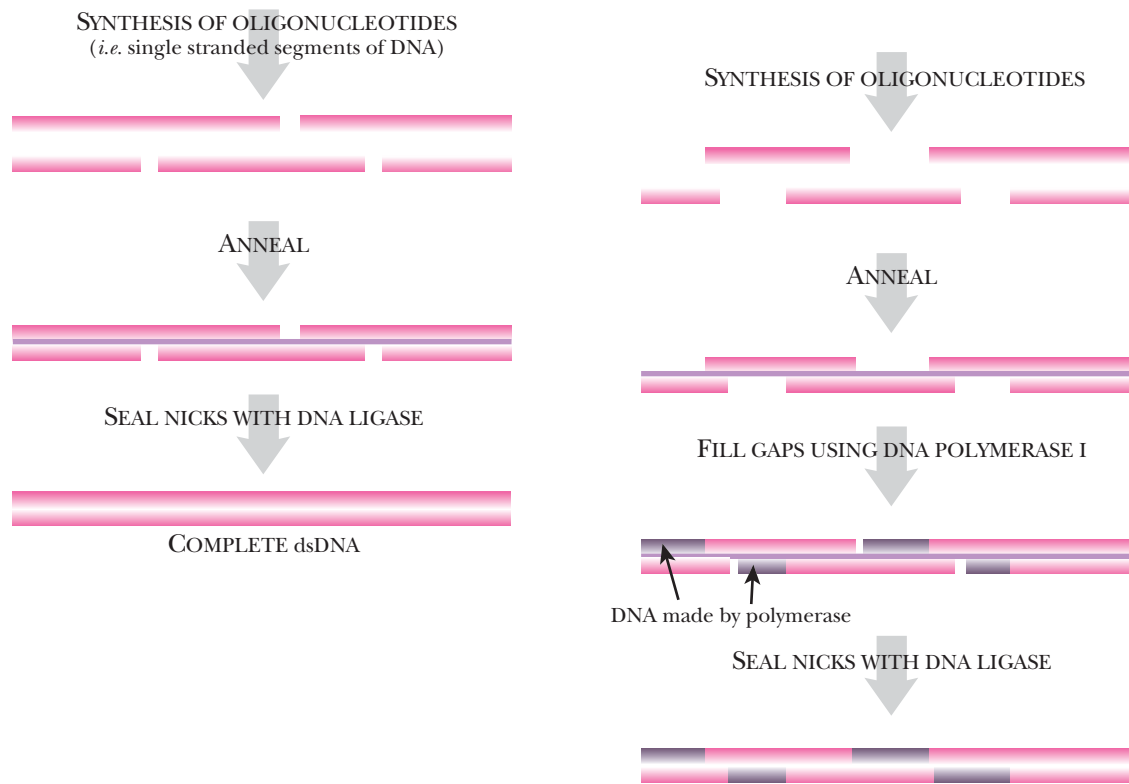 SYNTHESIS OF OLIGONUCLEOTIDES
(i.e. single stranded segments of DNA)
ANNEAL
SEAL NICKS WITH DNA LIGASE
COMPLETE dsDNA
SYNTHESIS OF OLIGONUCLEOTIDES
ANNEAL
FILL GAPS USING DNA POLYMERASE I
DNA made by polymerase
SEAL NICKS WITH DNA LIGASE